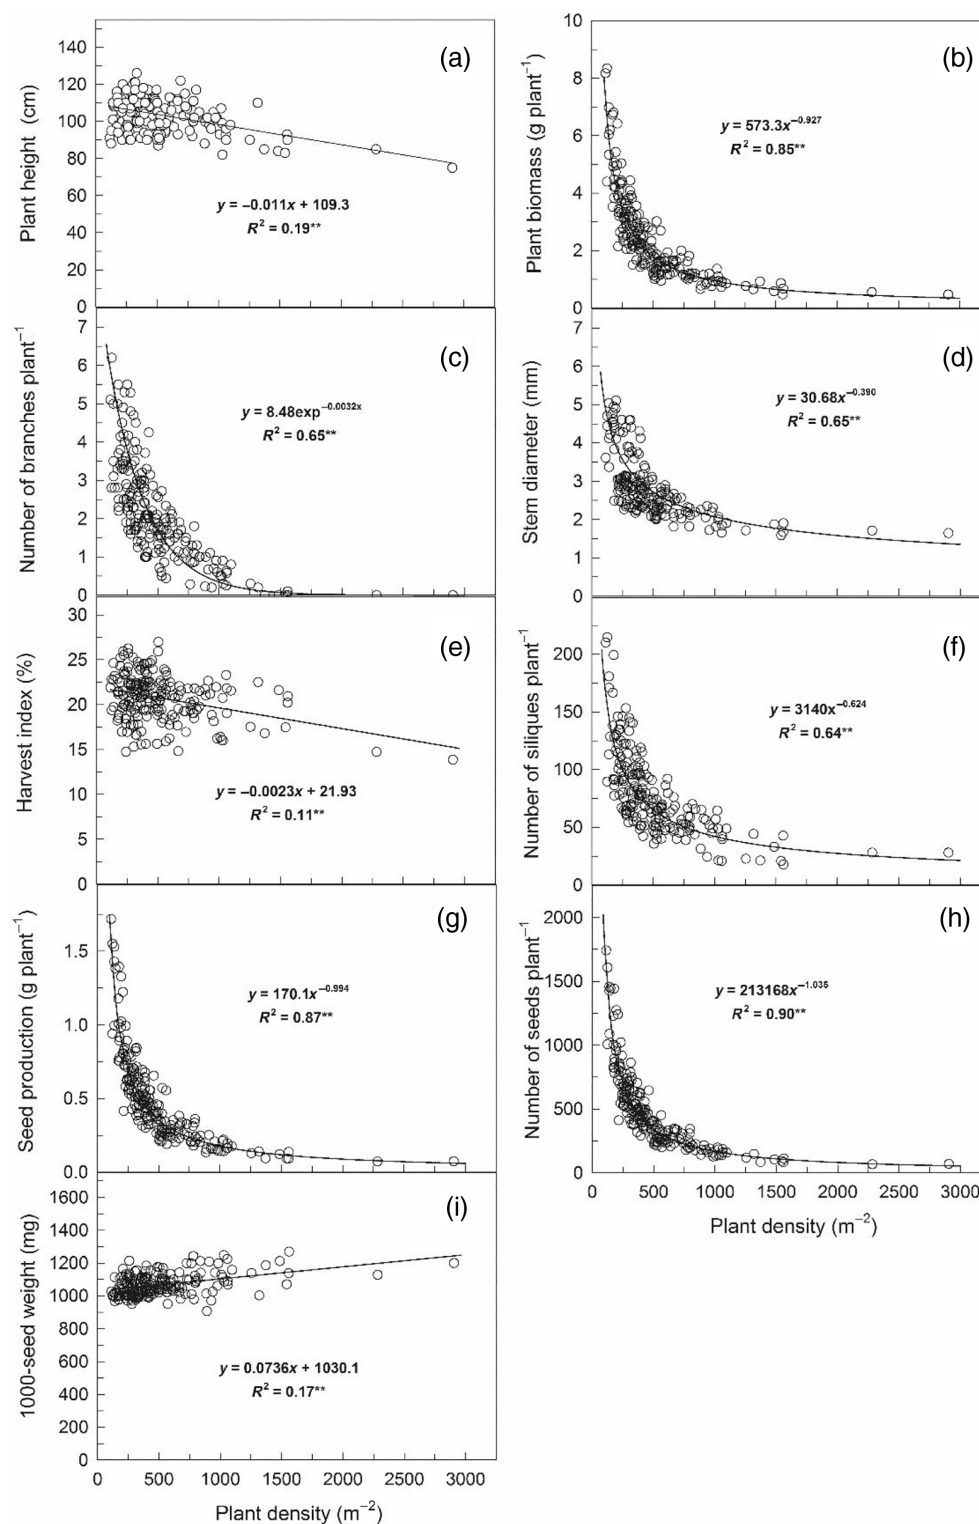 (a)
Plant height (cm)
140
120
100
80
60
40
20
0
y = –0.011x + 109.3
R² = 0.19**
(b)
Plant biomass (g plant⁻¹)
10
8
6
4
2
0
y = 573.3x⁻⁰·⁹²⁷
R² = 0.85**
(c)
Number of branches plant⁻¹
7
6
5
4
3
2
1
0
y = 8.48exp⁻⁰·⁰⁰³²ˣ
R² = 0.65**
(d)
Stem diameter (mm)
7
6
5
4
3
2
1
0
y = 30.68x⁻⁰·³⁹⁰
R² = 0.65**
(e)
Harvest index (%)
30
25
20
15
10
5
0
y = –0.0023x + 21.93
R² = 0.11**
(f)
Number of siliques plant⁻¹
200
150
100
50
0
y = 3140x⁻⁰·⁶²⁴
R² = 0.64**
(g)
Seed production (g plant⁻¹)
1.5
1.0
0.5
0.0
y = 170.1x⁻⁰·⁹⁹⁴
R² = 0.87**
(h)
Number of seeds plant⁻¹
2000
1500
1000
500
0
y = 213168x⁻¹·⁰³⁵
R² = 0.90**
0 500 1000 1500 2000 2500 3000
Plant density (m⁻²)
(i)
1000-seed weight (mg)
1600
1400
1200
1000
800
600
400
200
0
y = 0.0736x + 1030.1
R² = 0.17**
0 500 1000 1500 2000 2500 3000
Plant density (m⁻²)